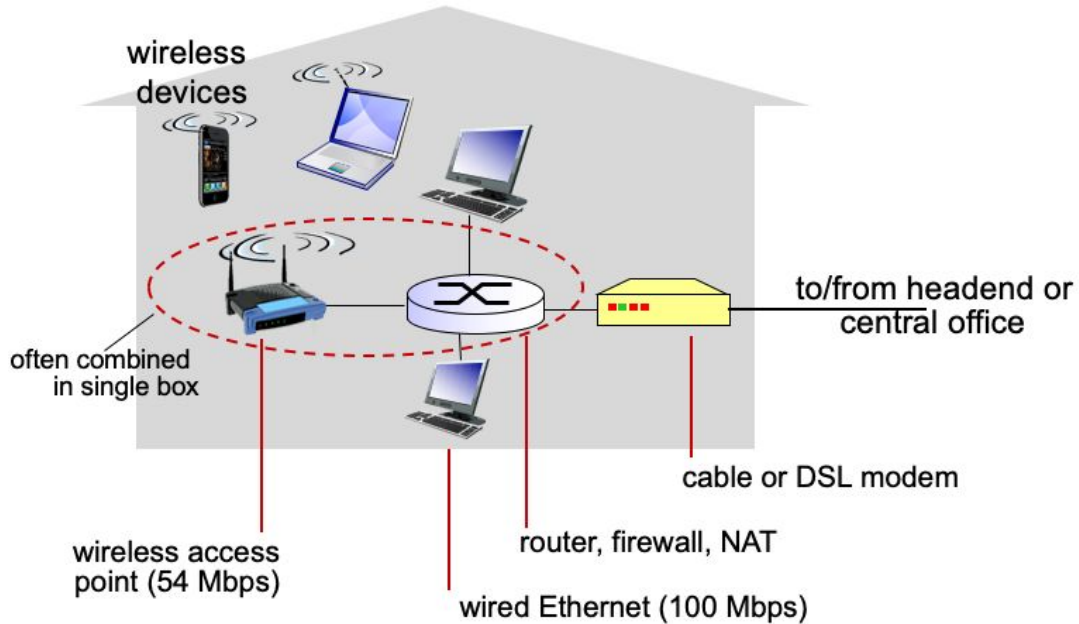 wireless
devices
to/from headend or
central office
often combined
in single box
cable or DSL modem
router, firewall, NAT
wireless access
point (54 Mbps)
wired Ethernet (100 Mbps)